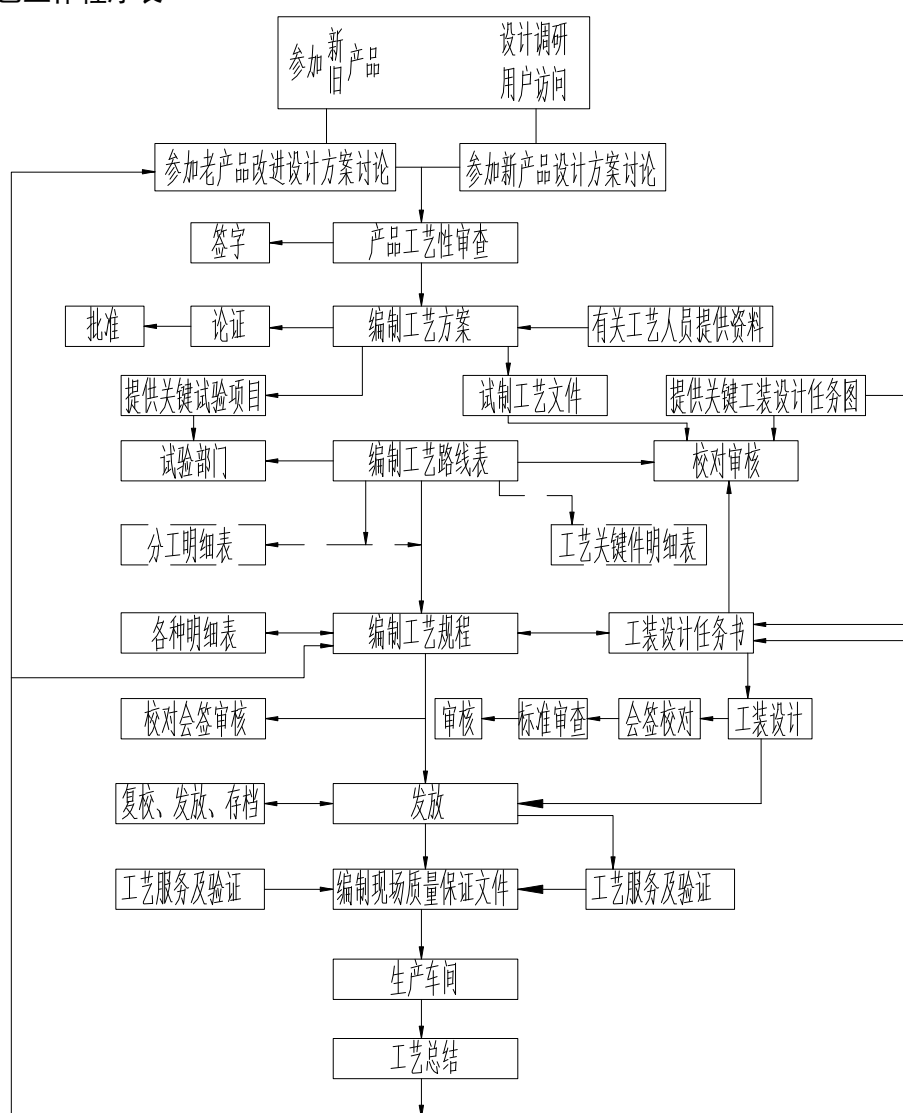 工作程序表
参加新旧产品
设计调研
用户访问
参加老产品改进设计方案讨论
参加新产品设计方案讨论
签字
产品工艺性审查
批准
论证
编制工艺方案
有关工艺人员提供资料
提供关键试验项目
试制工艺文件
提供关键工装设计任务图
试验部门
编制工艺路线表
校对审核
分工明细表
工艺关键件明细表
各种明细表
编制工艺规程
工装设计任务书
校对会签审核
审核
标准审查
会签校对
工装设计
复校、发放、存档
发放
工艺服务及验证
编制现场质量保证文件
工艺服务及验证
生产车间
工艺总结